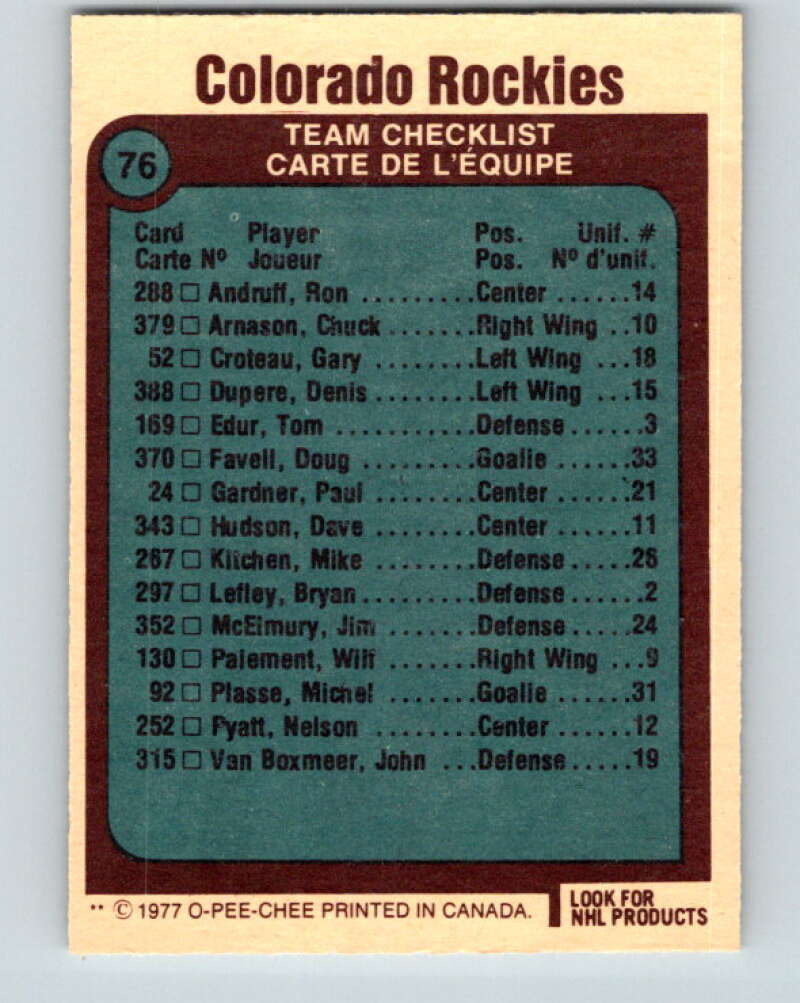 Colorado Rockies
76
TEAM CHECKLIST
CARTE DE L'ÉQUIPE
Card Player Pos. Unif. #
Carte Nº Joueur Pos. Nº d'unif.
288 □ Andruff, Ron .........Center ......14
379 □ Arnason, Chuck .......Right Wing ..10
52 □ Croteau, Gary ........Left Wing ...18
388 □ Dupere, Denis ........Left Wing ...15
169 □ Edur, Tom ...........Defense......3
370 □ Favell, Doug .........Goalie ......33
24 □ Gardner, Paul ........Center ......21
343 □ Hudson, Dave ........Center ......11
267 □ Kitchen, Mike ........Defense.....26
297 □ Lefley, Bryan.........Defense......2
352 □ McElmury, Jim .......Defense.....24
130 □ Paiement, Wilf .......Right Wing ...9
92 □ Plasse, Michel .......Goalie ......31
252 □ Pyatt, Nelson ........Center ......12
315 □ Van Boxmeer, John ...Defense.....19
** © 1977 O-PEE-CHEE PRINTED IN CANADA.
LOOK FOR
NHL PRODUCTS